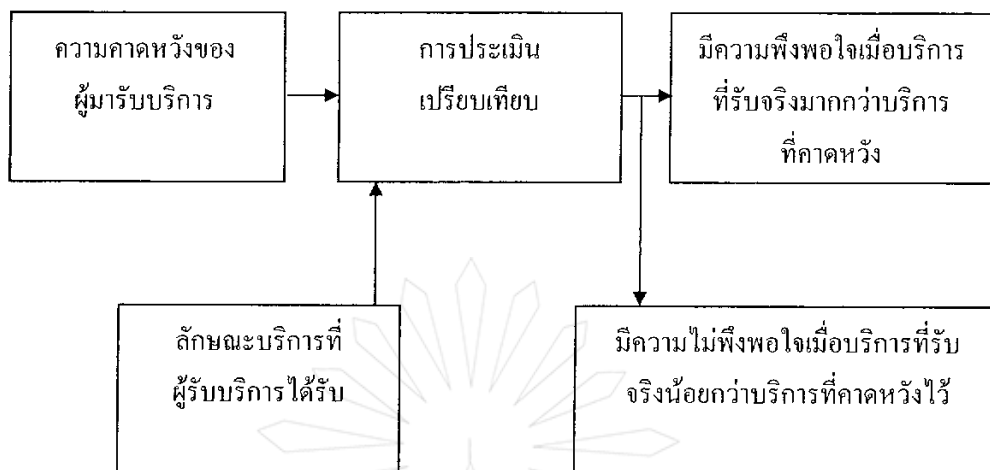 ความคาดหวังของ
ผู้มารับบริการ
การประเมิน
เปรียบเทียบ
มีความพึงพอใจเมื่อบริการ
ที่รับจริงมากกว่าบริการ
ที่คาดหวัง
ลักษณะบริการที่
ผู้รับบริการได้รับ
มีความไม่พึงพอใจเมื่อบริการที่รับ
จริงน้อยกว่าบริการที่คาดหวังไว้